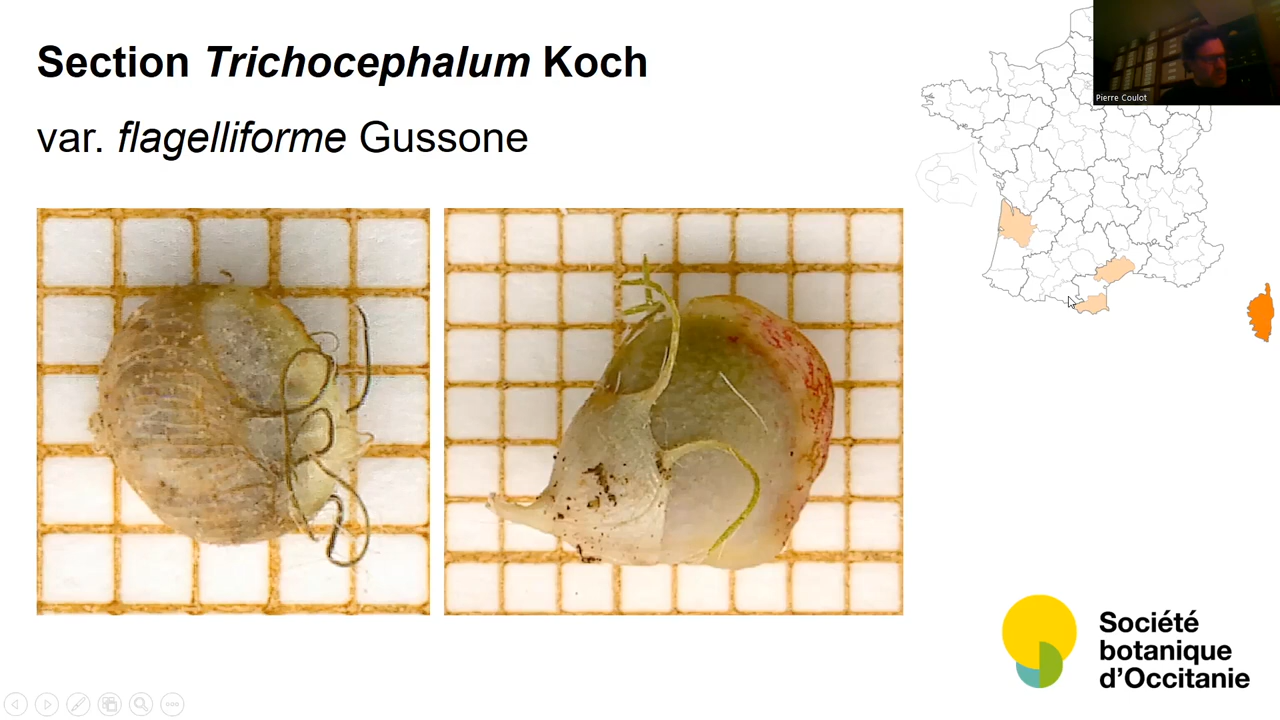 Section Trichocephalum Koch
var. flagelliforme Gussone
Pierre Coulot
Société
botanique
d'Occitanie